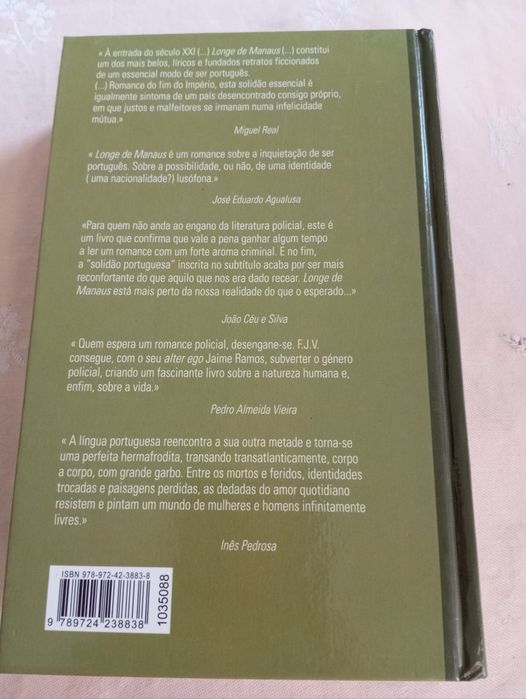 « À entrada do século XXI (...) Longe de Manaus (...) constitui
um dos mais belos, líricos e fundados retratos ficcionados
de um essencial modo de ser português.
(...) Romance do fim do Império, esta solidão essencial é
igualmente sintoma de um país desencontrado consigo próprio,
em que justos e malfeitores se irmanam numa infelicidade
mútua.»
Miguel Real
« Longe de Manaus é um romance sobre a inquietação de ser
português. Sobre a possibilidade, ou não, de uma identidade
( uma nacionalidade?) lusófona.»
José Eduardo Agualusa
«Para quem não anda ao engano da literatura policial, este é
um livro que confirma que vale a pena ganhar algum tempo
a ler um romance com um forte aroma criminal. E no fim,
a "solidão portuguesa" inscrita no subtítulo acaba por ser mais
reconfortante do que aquilo que nos era dado recear. Longe de
Manaus está mais perto da nossa realidade do que o esperado...»
João Céu e Silva
« Quem espera um romance policial, desengane-se. F.J.V.
consegue, com o seu alter ego Jaime Ramos, subverter o género
policial, criando um fascinante livro sobre a natureza humana e,
enfim, sobre a vida.»
Pedro Almeida Vieira
« A língua portuguesa reencontra a sua outra metade e torna-se
uma perfeita hermafrodita, transando transatlanticamente, corpo
a corpo, com grande garbo. Entre os mortos e feridos, identidades
trocadas e paisagens perdidas, as dedadas do amor quotidiano
resistem e pintam um mundo de mulheres e homens infinitamente
livres.»
Inês Pedrosa
ISBN 978-972-42-3883-8
9 789724 238838
1035088